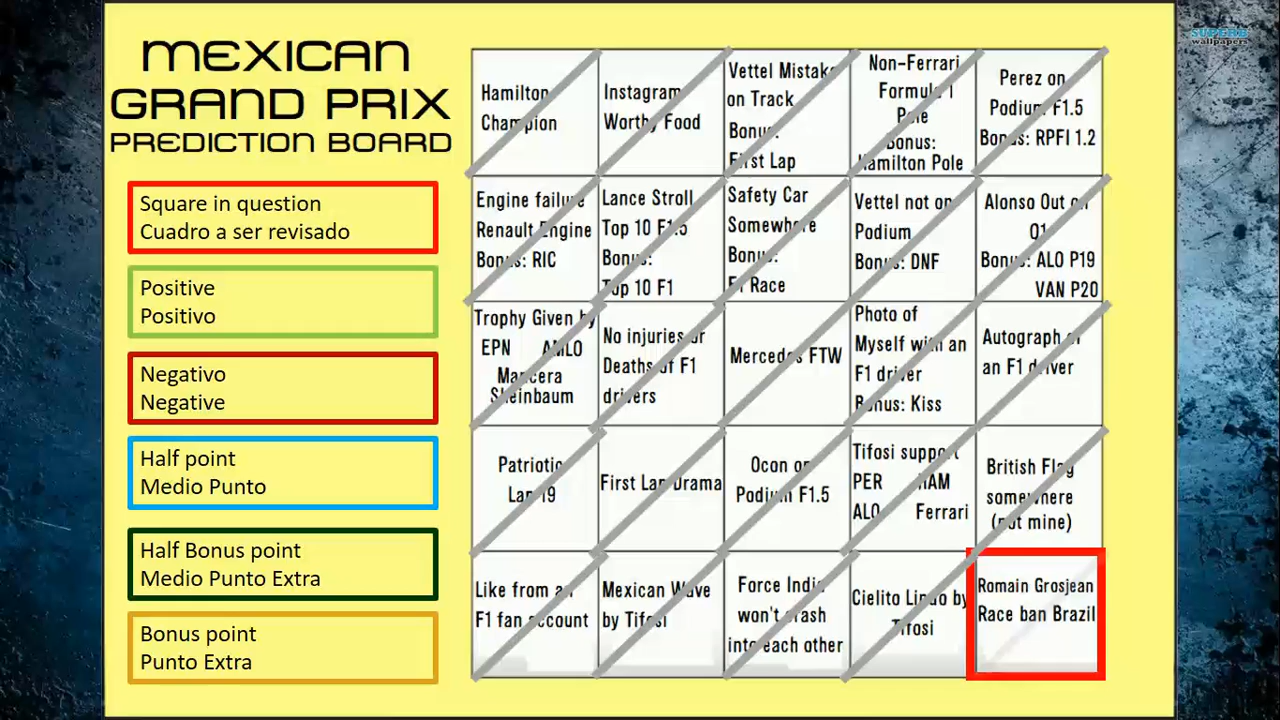 MEXICAN
GRAND PRIX
PREDICTION BOARD
Square in question
Cuadro a ser revisado
Positive
Positivo
Negativo
Negative
Half point
Medio Punto
Half Bonus point
Medio Punto Extra
Bonus point
Punto Extra
Hamilton
Champion
Instagram
Worthy Food
Vettel Mistake
on Track
Bonus:
First Lap
Non-Ferrari
Formula 1
Pole
Bonus:
Hamilton Pole
Perez on
Podium F1.5
Bonus: RPFI 1.2
Engine failure
Renault Engine
Bonus: RIC
Lance Stroll
Top 10 F1.5
Bonus:
Top 10 F1
Safety Car
Somewhere
Bonus:
F1 Race
Vettel not on
Podium
Bonus: DNF
Alonso Out on
Q1
Bonus: ALO P19
VAN P20
Trophy Given by
EPN AMLO
Mancera
Sheinbaum
No injuries or
Deaths of F1
drivers
Mercedes FTW
Photo of
Myself with an
F1 driver
Bonus: Kiss
Autograph of
an F1 driver
Patriotic
Lap 19
First Lap Drama
Ocon on
Podium F1.5
Tifosi support
PER HAM
ALO Ferrari
British Flag
somewhere
(not mine)
Like from an
F1 fan account
Mexican Wave
by Tifosi
Force India
won't crash
into each other
Cielito Lindo by
Tifosi
Romain Grosjean
Race ban Brazil
SUPERB
wallpapers